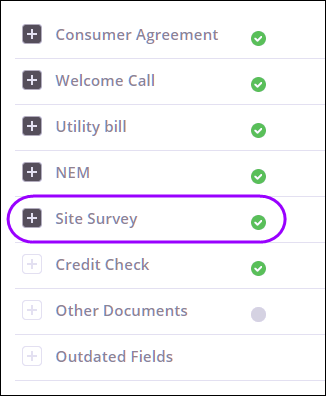 Consumer Agreement
Welcome Call
Utility bill
NEM
Site Survey
Credit Check
Other Documents
Outdated Fields